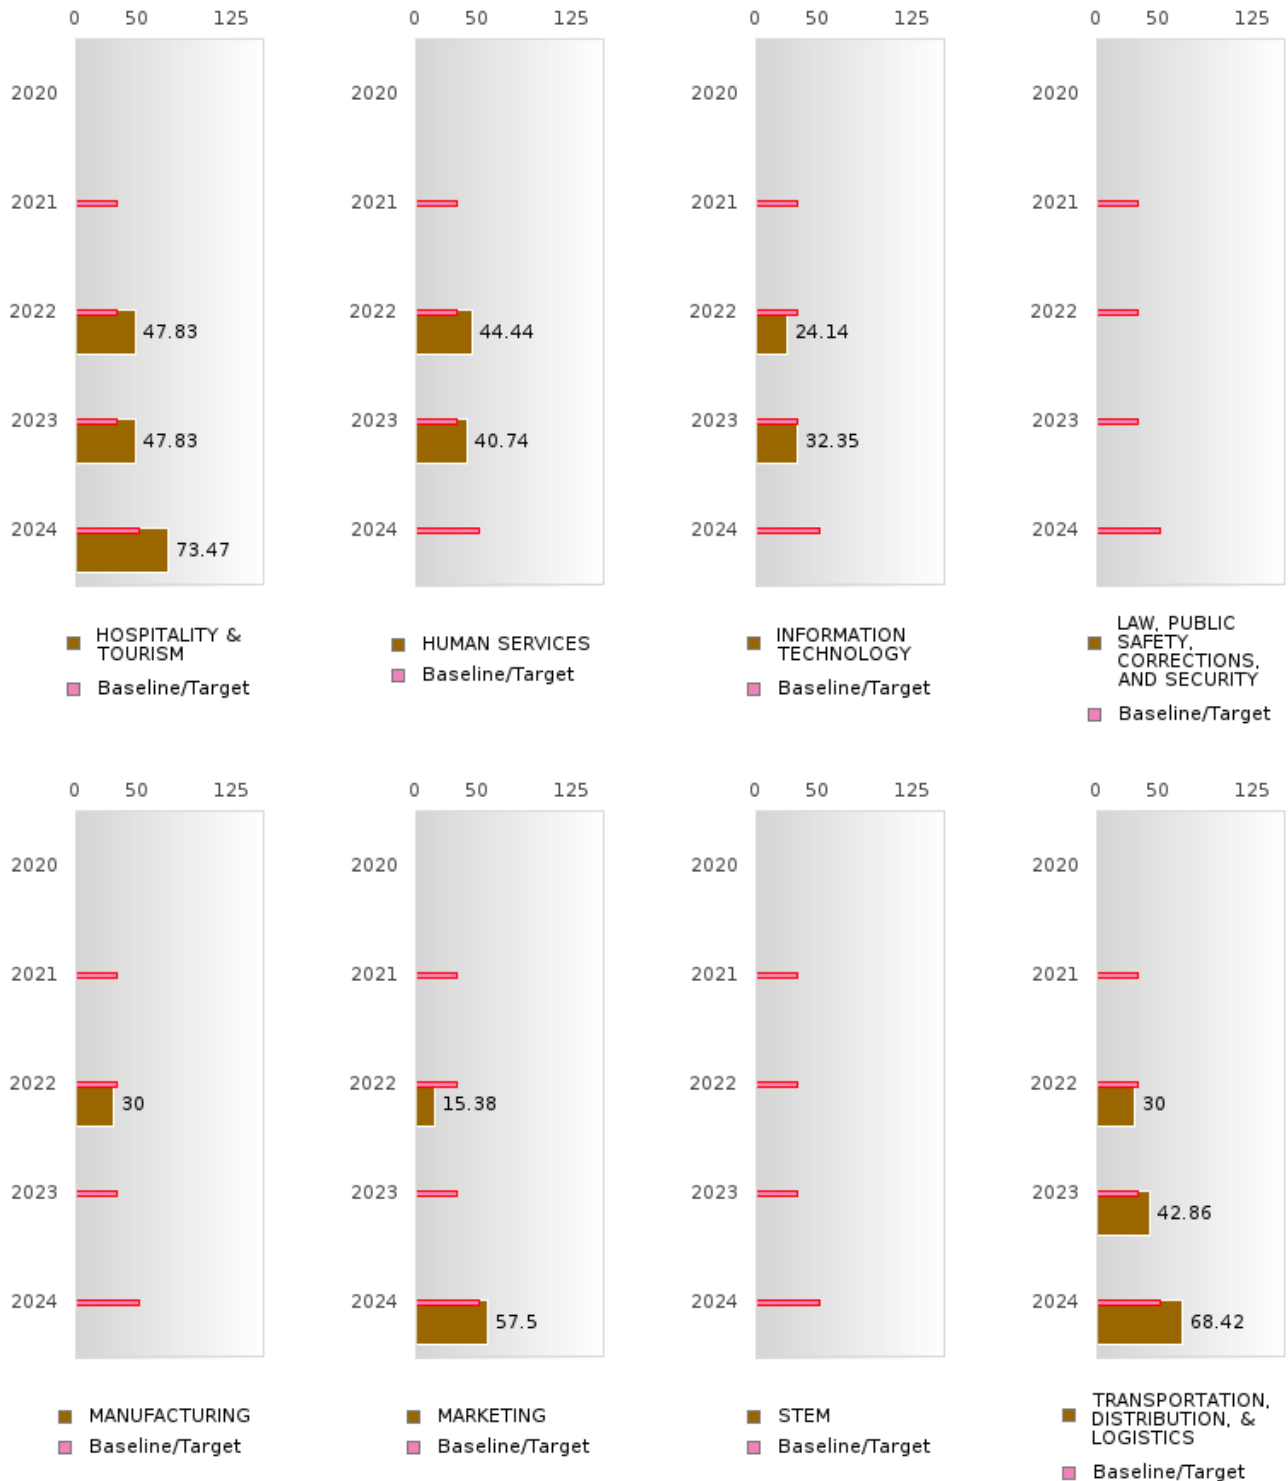 0 50 125
2020
2021
2022
47.83
2023
47.83
2024
73.47
HOSPITALITY &
TOURISM
Baseline/Target
0 50 125
2020
2021
2022
44.44
2023
40.74
2024
HUMAN SERVICES
Baseline/Target
0 50 125
2020
2021
2022
24.14
2023
32.35
2024
INFORMATION
TECHNOLOGY
Baseline/Target
0 50 125
2020
2021
2022
2023
2024
LAW, PUBLIC
SAFETY,
CORRECTIONS,
AND SECURITY
Baseline/Target
0 50 125
2020
2021
2022
30
2023
2024
MANUFACTURING
Baseline/Target
0 50 125
2020
2021
2022
15.38
2023
2024
57.5
MARKETING
Baseline/Target
0 50 125
2020
2021
2022
2023
2024
STEM
Baseline/Target
0 50 125
2020
2021
2022
30
2023
42.86
2024
68.42
TRANSPORTATION,
DISTRIBUTION, &
LOGISTICS
Baseline/Target